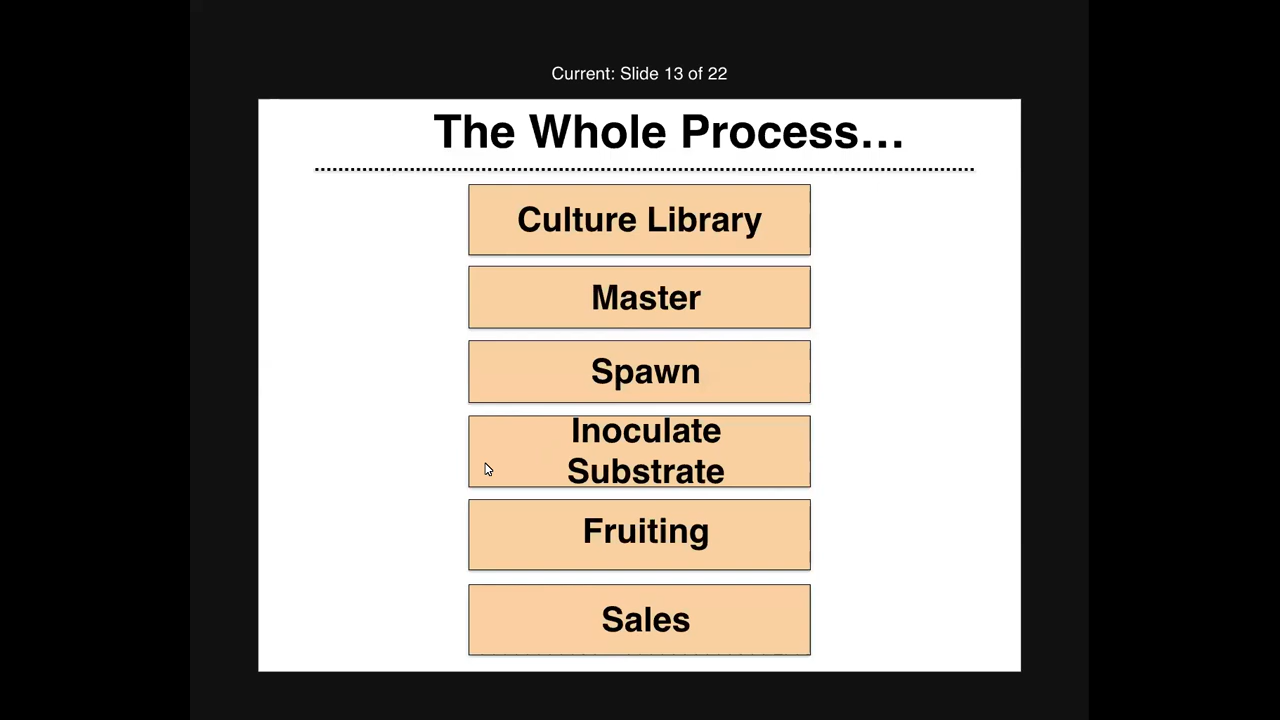 Current: Slide 13 of 22
The Whole Process...
Culture Library
Master
Spawn
Inoculate
Substrate
Fruiting
Sales